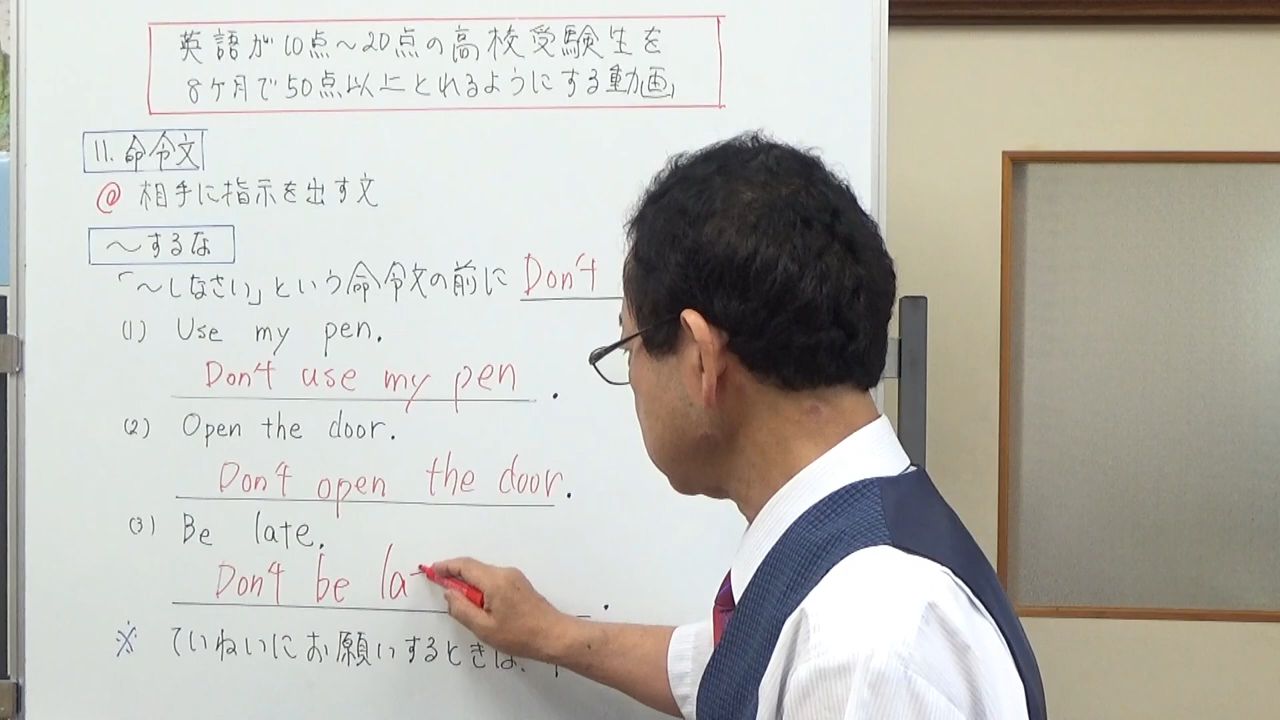 英語が10点〜20点の高校受験生を
8ヶ月で50点以上とれるようにする動画
11. 命令文
@ 相手に指示を出す文
〜するな
「〜しなさい」という命令文の前に Don't
(1) Use my pen.
Don't use my pen .
(2) Open the door.
Don't open the door.
(3) Be late.
Don't be la
※ ていねいにお願いするときは、